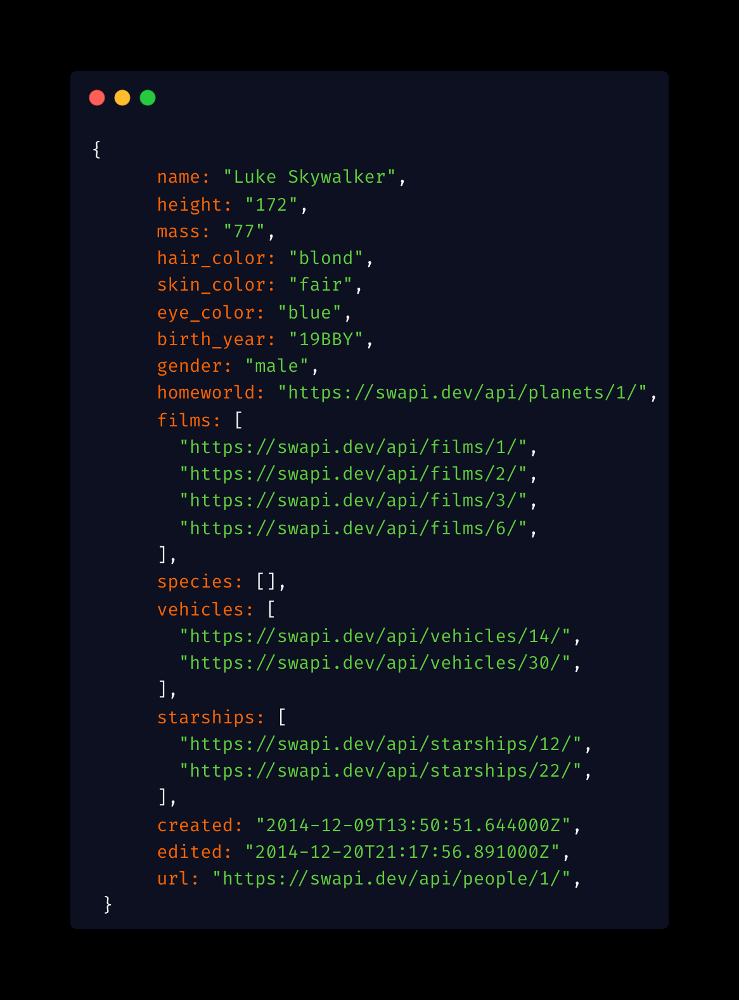 {
name: "Luke Skywalker",
height: "172",
mass: "77",
hair_color: "blond",
skin_color: "fair",
eye_color: "blue",
birth_year: "19BBY",
gender: "male",
homeworld: "https://swapi.dev/api/planets/1/",
films: [
"https://swapi.dev/api/films/1/",
"https://swapi.dev/api/films/2/",
"https://swapi.dev/api/films/3/",
"https://swapi.dev/api/films/6/",
],
species: [],
vehicles: [
"https://swapi.dev/api/vehicles/14/",
"https://swapi.dev/api/vehicles/30/",
],
starships: [
"https://swapi.dev/api/starships/12/",
"https://swapi.dev/api/starships/22/",
],
created: "2014-12-09T13:50:51.644000Z",
edited: "2014-12-20T21:17:56.891000Z",
url: "https://swapi.dev/api/people/1/",
}